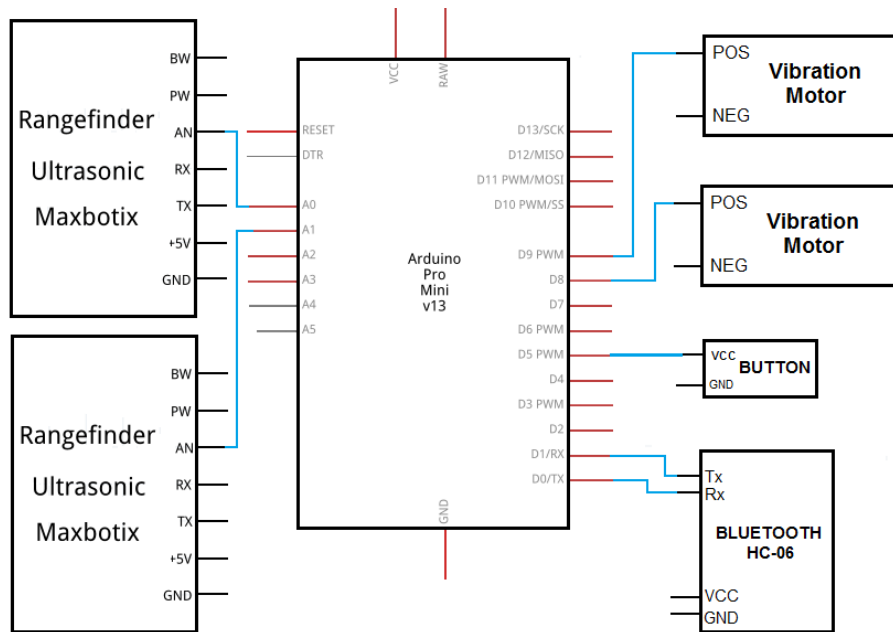 BW
PW
Rangefinder
AN
Ultrasonic
RX
Maxbotix
TX
+5V
GND
BW
PW
Rangefinder
AN
Ultrasonic
RX
Maxbotix
TX
+5V
GND
VCC
RAW
RESET
DTR
A0
A1
A2
A3
A4
A5
Arduino
Pro
Mini
v13
D13/SCK
D12/MISO
D11 PWM/MOSI
D10 PWM/SS
D9 PWM
D8
D7
D6 PWM
D5 PWM
D4
D3 PWM
D2
D1/RX
D0/TX
GND
POS
Vibration
Motor
NEG
POS
Vibration
Motor
NEG
vcc
BUTTON
GND
Tx
Rx
BLUETOOTH
HC-06
VCC
GND